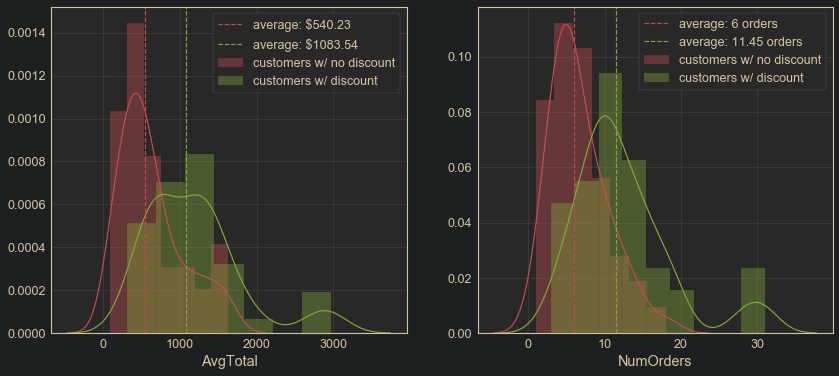 0.0014
0.0012
0.0010
0.0008
0.0006
0.0004
0.0002
0.0000
0
1000
2000
3000
AvgTotal
average: $540.23
average: $1083.54
customers w/ no discount
customers w/ discount
0.10
0.08
0.06
0.04
0.02
0.00
0
10
20
30
NumOrders
average: 6 orders
average: 11.45 orders
customers w/ no discount
customers w/ discount